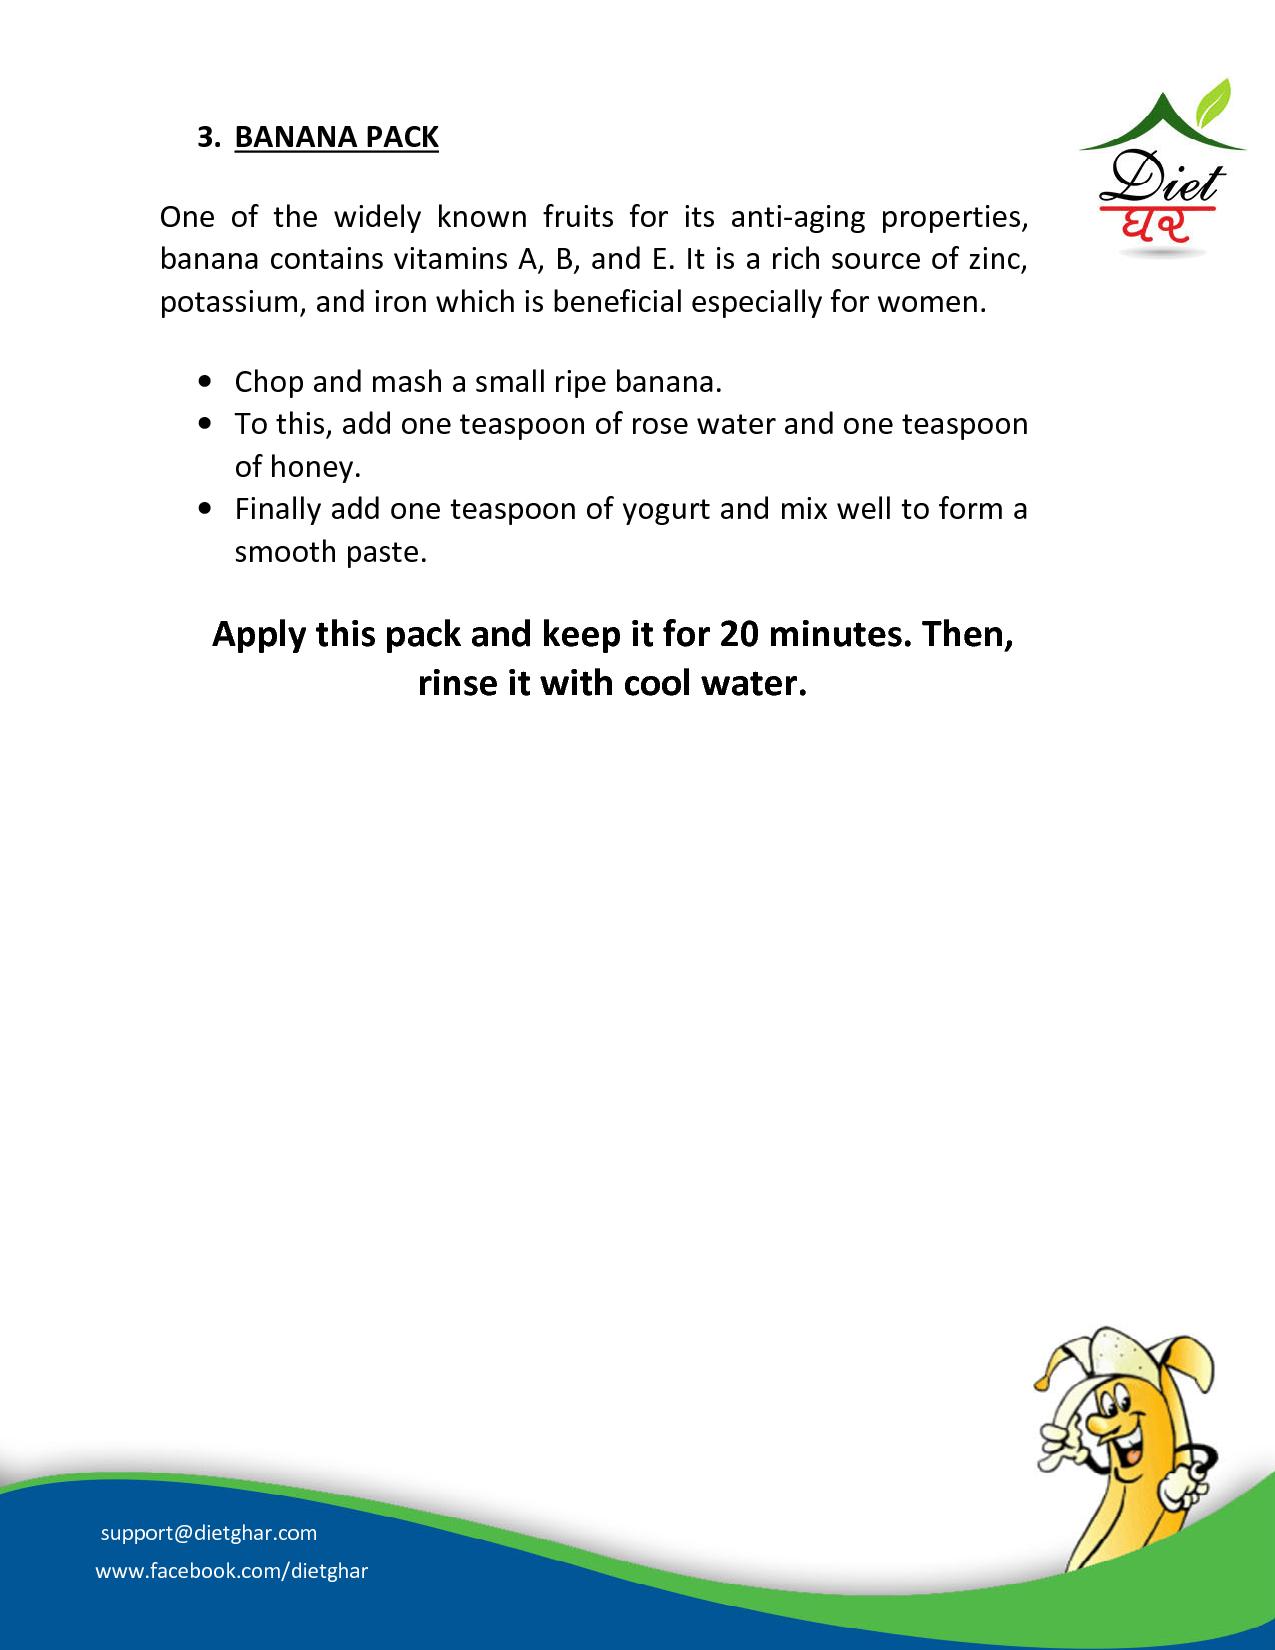 3. BANANA PACK
Diet
ઘર
One of the widely known fruits for its anti-aging properties,
banana contains vitamins A, B, and E. It is a rich source of zinc,
potassium, and iron which is beneficial especially for women.
• Chop and mash a small ripe banana.
• To this, add one teaspoon of rose water and one teaspoon
of honey.
• Finally add one teaspoon of yogurt and mix well to form a
smooth paste.
Apply this pack and keep it for 20 minutes. Then,
rinse it with cool water.
support@dietghar.com
www.facebook.com/dietghar